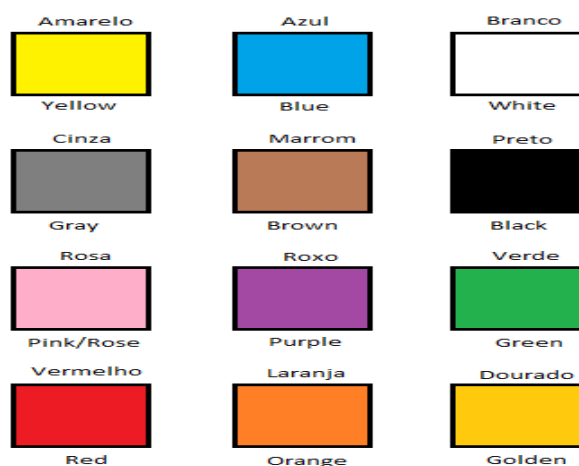 Amarelo Azul Branco
Yellow Blue White
Cinza Marrom Preto
Gray Brown Black
Rosa Roxo Verde
Pink/Rose Purple Green
Vermelho Laranja Dourado
Red Orange Golden